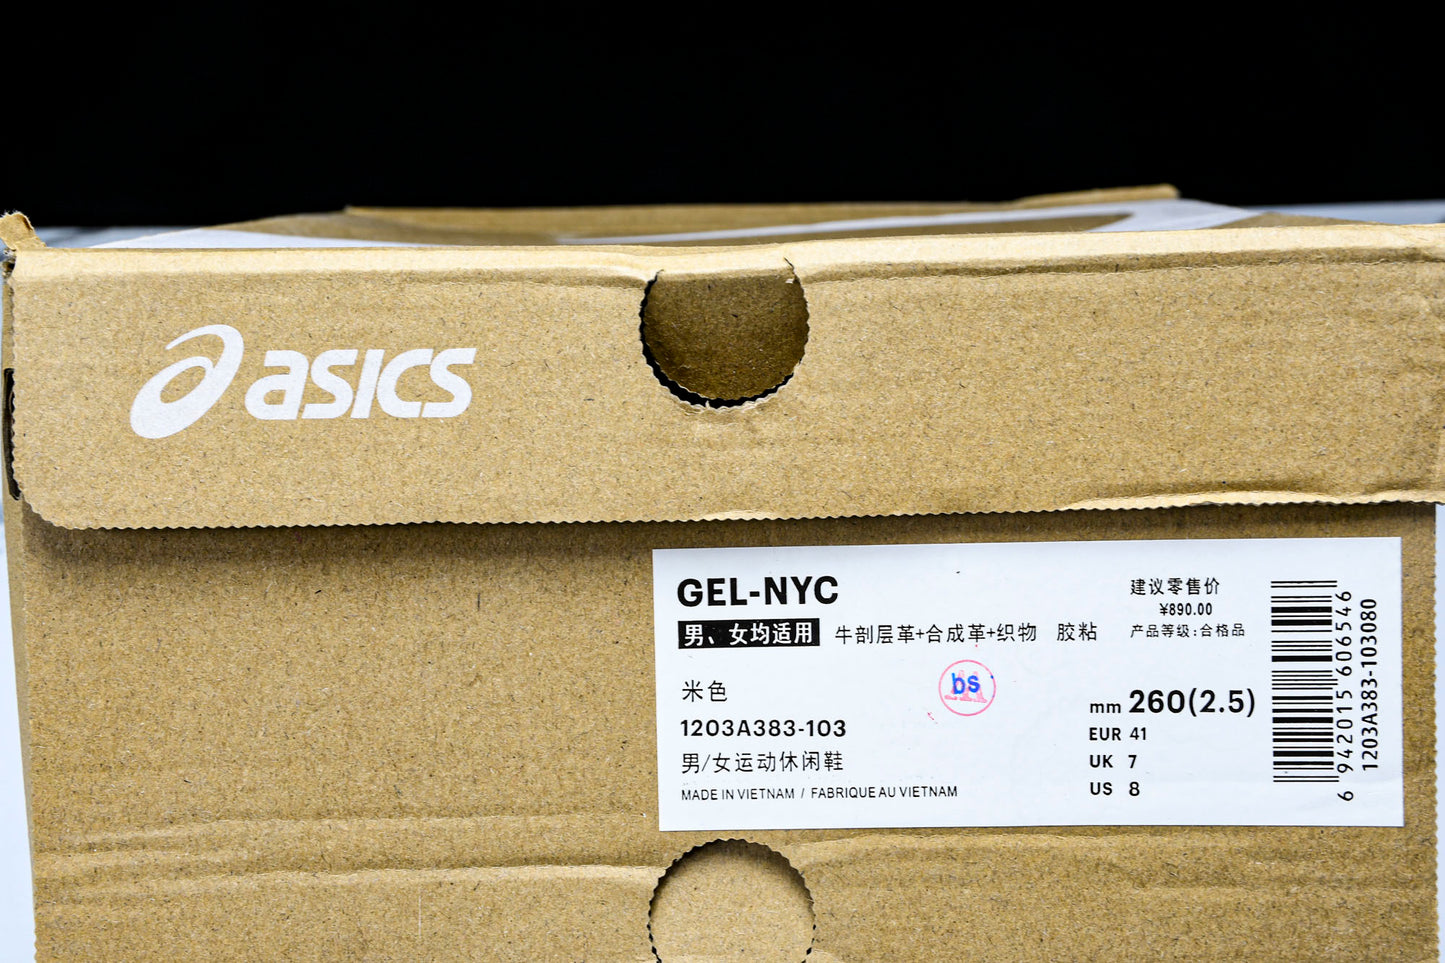 asics
GEL-NYC
男、女均适用 牛剖层革+合成革+织物 胶粘
建议零售价
¥890.00
产品等级:合格品
bs
米色
1203A383-103
男/女运动休闲鞋
MADE IN VIETNAM / FABRIQUE AU VIETNAM
mm 260(2.5)
EUR 41
UK 7
US 8
6 942015 606546
1203A383-103080